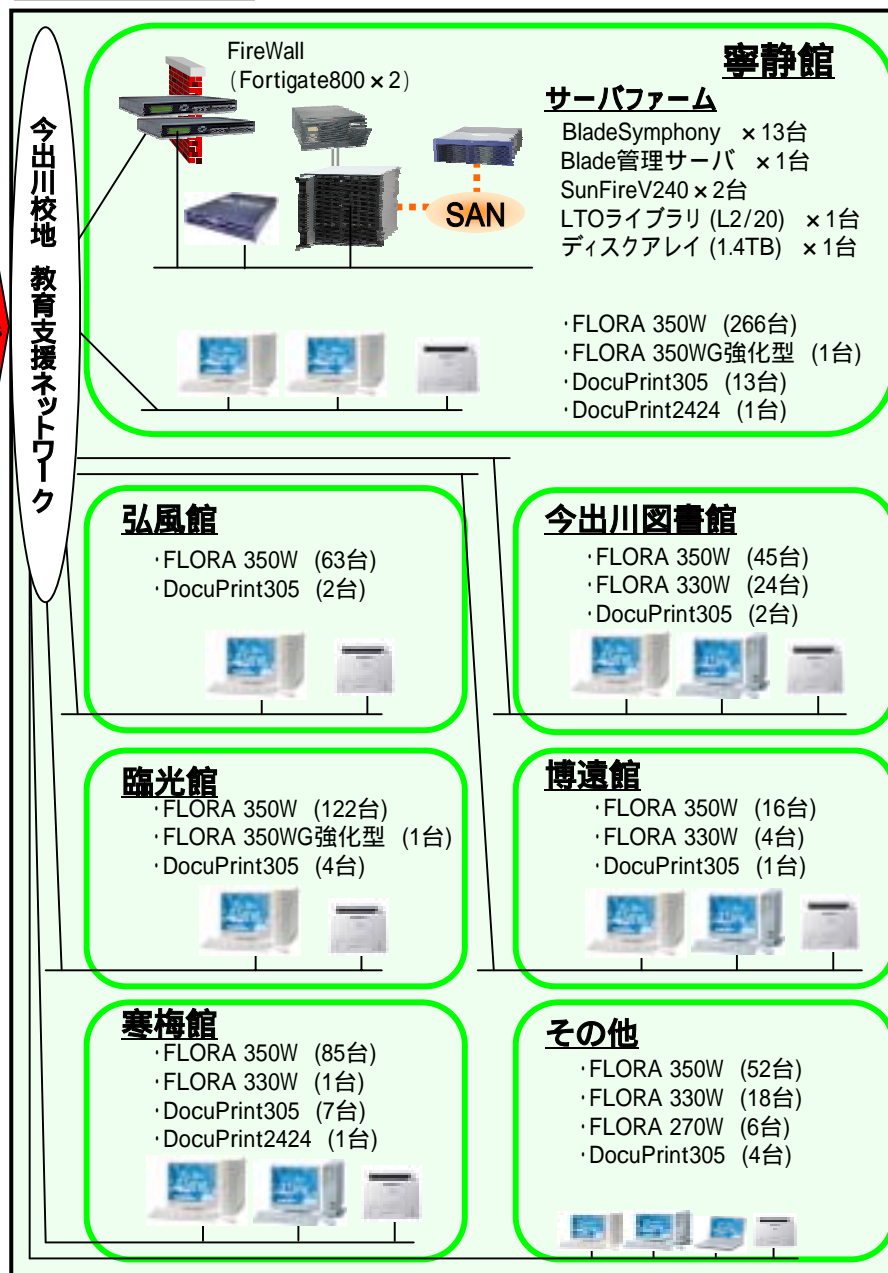 今出川校地 教育支援ネットワーク
FireWall
(Fortigate800×2)
寧静館
サーバファーム
BladeSymphony ×13台
Blade管理サーバ ×1台
SunFireV240×2台
LTOライブラリ (L2/20) ×1台
ディスクアレイ (1.4TB) ×1台
SAN
・FLORA 350W (266台)
・FLORA 350WG強化型 (1台)
・DocuPrint305 (13台)
・DocuPrint2424 (1台)
弘風館
・FLORA 350W (63台)
・DocuPrint305 (2台)
今出川図書館
・FLORA 350W (45台)
・FLORA 330W (24台)
・DocuPrint305 (2台)
臨光館
・FLORA 350W (122台)
・FLORA 350WG強化型 (1台)
・DocuPrint305 (4台)
博遠館
・FLORA 350W (16台)
・FLORA 330W (4台)
・DocuPrint305 (1台)
寒梅館
・FLORA 350W (85台)
・FLORA 330W (1台)
・DocuPrint305 (7台)
・DocuPrint2424 (1台)
その他
・FLORA 350W (52台)
・FLORA 330W (18台)
・FLORA 270W (6台)
・DocuPrint305 (4台)